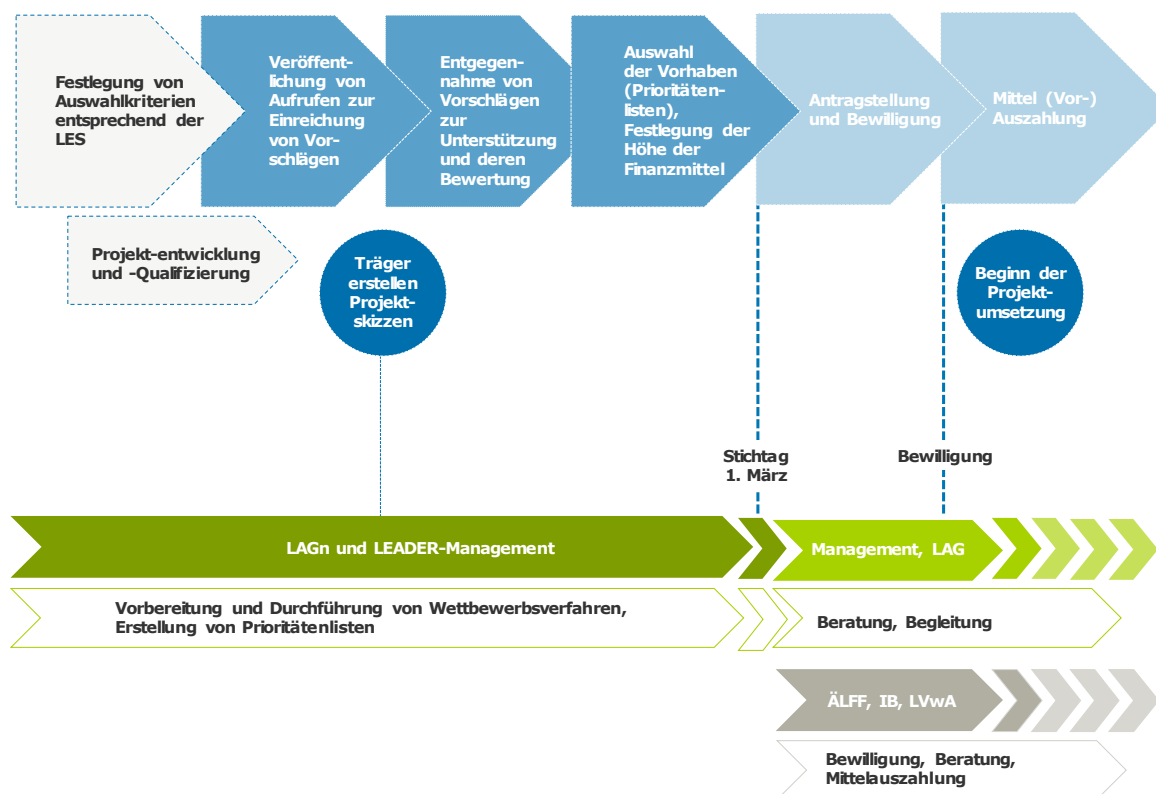 Festlegung von
Auswahlkriterien
entsprechend der
LES
Veröffent-
lichung von
Aufrufen zur
Einreichung
von Vor-
schlägen
Entgegen-
nahme von
Vorschlägen
zur
Unterstützung
und deren
Bewertung
Auswahl
der Vorhaben
(Prioritäten-
listen),
Festlegung der
Höhe der
Finanzmittel
Antragstellung
und Bewilligung
Mittel (Vor-)
Auszahlung
Projekt-entwicklung
und -Qualifizierung
Träger
erstellen
Projekt-
skizzen
Beginn der
Projekt-
umsetzung
Stichtag
1. März
Bewilligung
LAGn und LEADER-Management
Management, LAG
Vorbereitung und Durchführung von Wettbewerbsverfahren,
Erstellung von Prioritätenlisten
Beratung, Begleitung
ÄLFF, IB, LVwA
Bewilligung, Beratung,
Mittelauszahlung